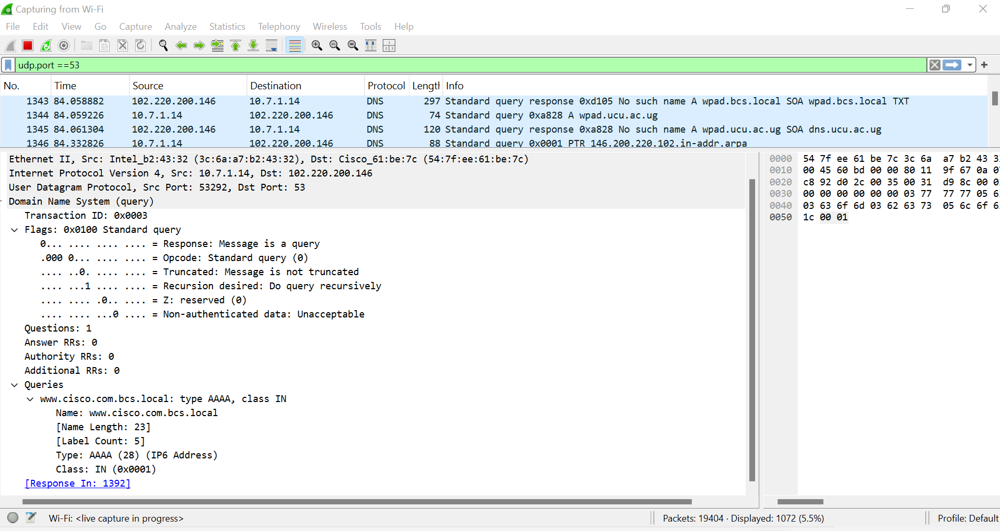 Capturing from Wi-Fi
File Edit View Go Capture Analyze Statistics Telephony Wireless Tools Help
udp.port ==53
No. Time Source Destination Protocol Length Info
1343 84.058882 102.220.200.146 10.7.1.14 DNS 297 Standard query response 0xd105 No such name A wpad.bcs.local SOA wpad.bcs.local TXT
1344 84.059226 10.7.1.14 102.220.200.146 DNS 74 Standard query 0xa828 A wpad.ucu.ac.ug
1345 84.061304 102.220.200.146 10.7.1.14 DNS 120 Standard query response 0xa828 No such name A wpad.ucu.ac.ug SOA dns.ucu.ac.ug
1346 84.332826 10.7.1.14 102.220.200.146 DNS 88 Standard query 0x0001 PTR 146.200.220.102.in-addr.arpa
Ethernet II, Src: Intel_b2:43:32 (3c:6a:a7:b2:43:32), Dst: Cisco_61:be:7c (54:7f:ee:61:be:7c)
Internet Protocol Version 4, Src: 10.7.1.14, Dst: 102.220.200.146
User Datagram Protocol, Src Port: 53292, Dst Port: 53
Domain Name System (query)
Transaction ID: 0x0003
Flags: 0x0100 Standard query
0... .... .... .... = Response: Message is a query
.000 0... .... .... = Opcode: Standard query (0)
.... ..0. .... .... = Truncated: Message is not truncated
.... ...1 .... .... = Recursion desired: Do query recursively
.... .... .0.. .... = Z: reserved (0)
.... .... ...0 .... = Non-authenticated data: Unacceptable
Questions: 1
Answer RRs: 0
Authority RRs: 0
Additional RRs: 0
Queries
www.cisco.com.bcs.local: type AAAA, class IN
Name: www.cisco.com.bcs.local
[Name Length: 23]
[Label Count: 5]
Type: AAAA (28) (IP6 Address)
Class: IN (0x0001)
[Response In: 1392]
0000 54 7f ee 61 be 7c 3c 6a a7 b2 43
0010 00 45 60 bd 00 00 80 11 9f 67 0a
0020 c8 92 d0 2c 00 35 00 31 d9 8c 00
0030 00 00 00 00 00 00 03 77 77 77 05
0040 03 63 6f 6d 03 62 63 73 05 6c 6f
0050 1c 00 01
Wi-Fi: <live capture in progress>
Packets: 19404 · Displayed: 1072 (5.5%)
Profile: Default